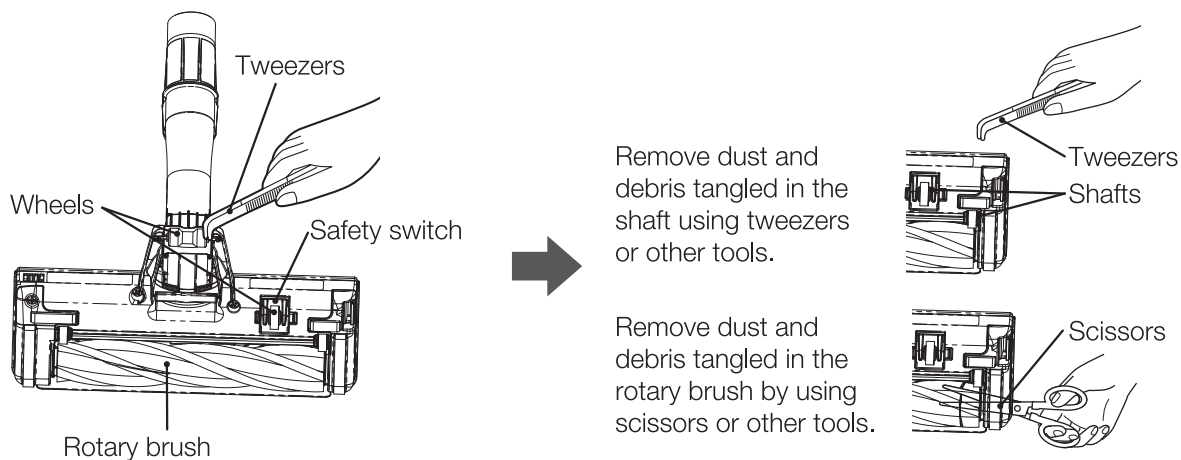 Tweezers
Wheels
Safety switch
Rotary brush
Remove dust and
debris tangled in the
shaft using tweezers
or other tools.
Tweezers
Shafts
Remove dust and
debris tangled in the
rotary brush by using
scissors or other tools.
Scissors